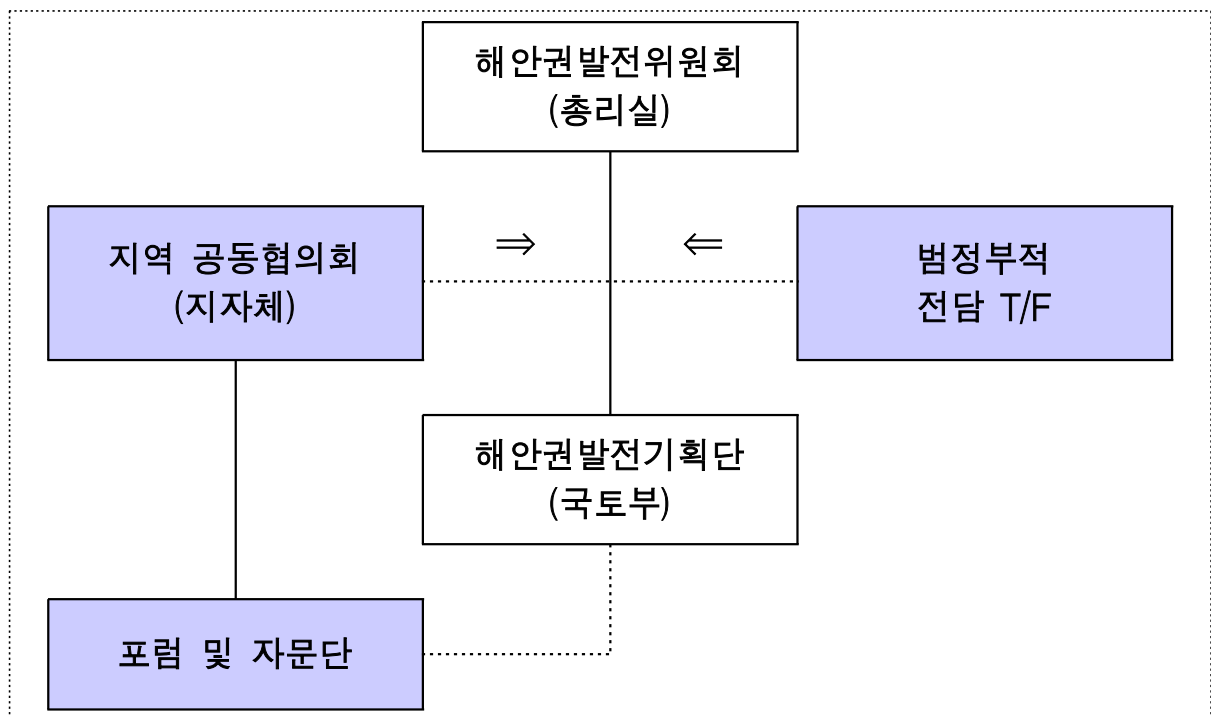 해안권발전위원회
(총리실)
지역 공동협의회
(지자체)
⇒
⇐
범정부적
전담 T/F
해안권발전기획단
(국토부)
포럼 및 자문단